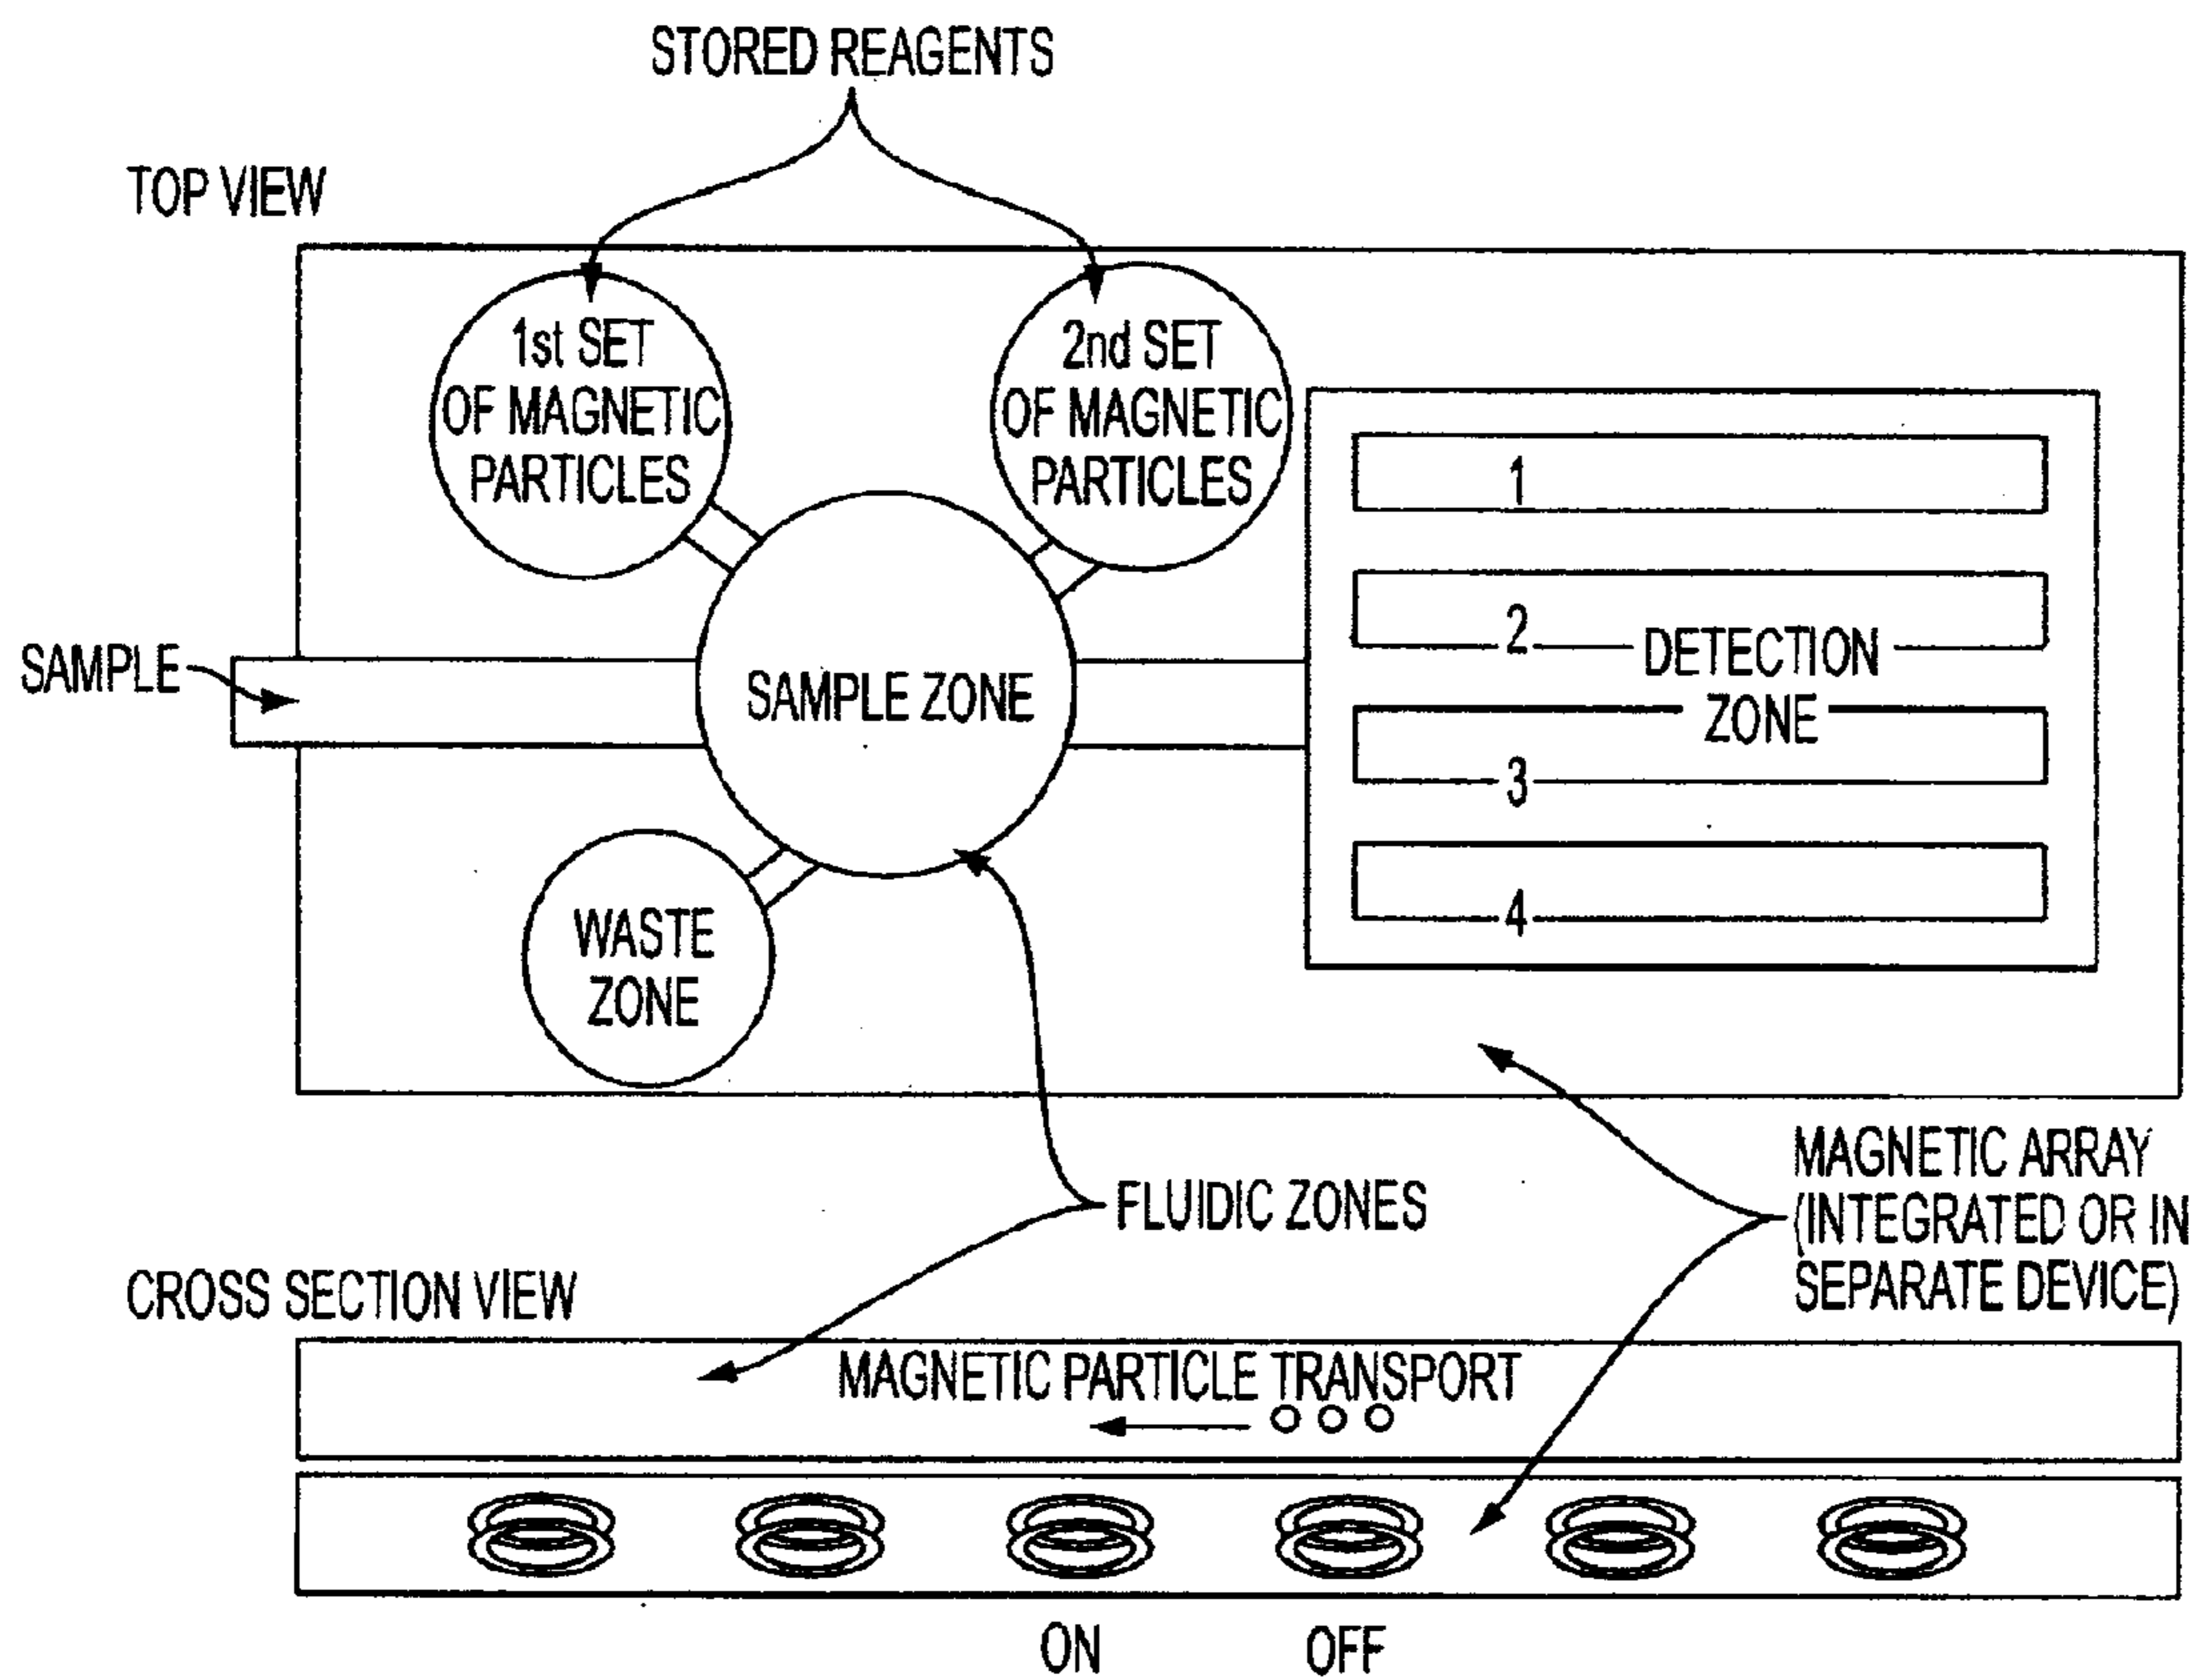 STORED REAGENTS
TOP VIEW
1st SET
OF MAGNETIC
PARTICLES
2nd SET
OF MAGNETIC
PARTICLES
1
2
DETECTION
ZONE
3
4
SAMPLE
SAMPLE ZONE
WASTE
ZONE
MAGNETIC ARRAY
(INTEGRATED OR IN
SEPARATE DEVICE)
FLUIDIC ZONES
CROSS SECTION VIEW
MAGNETIC PARTICLE TRANSPORT
ON
OFF